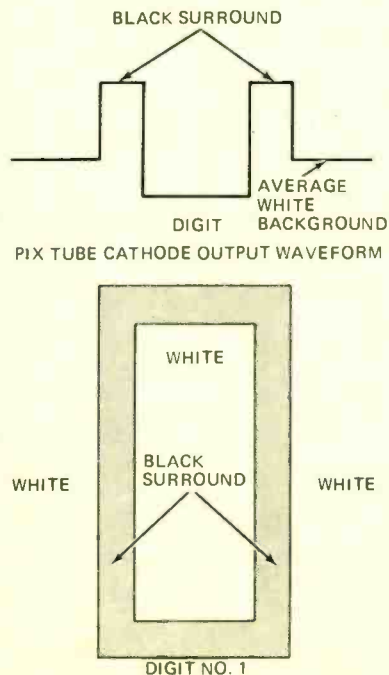 BLACK SURROUND
AVERAGE
WHITE
BACKGROUND
DIGIT
PIX TUBE CATHODE OUTPUT WAVEFORM
WHITE
BLACK
SURROUND
WHITE
WHITE
DIGIT NO. 1